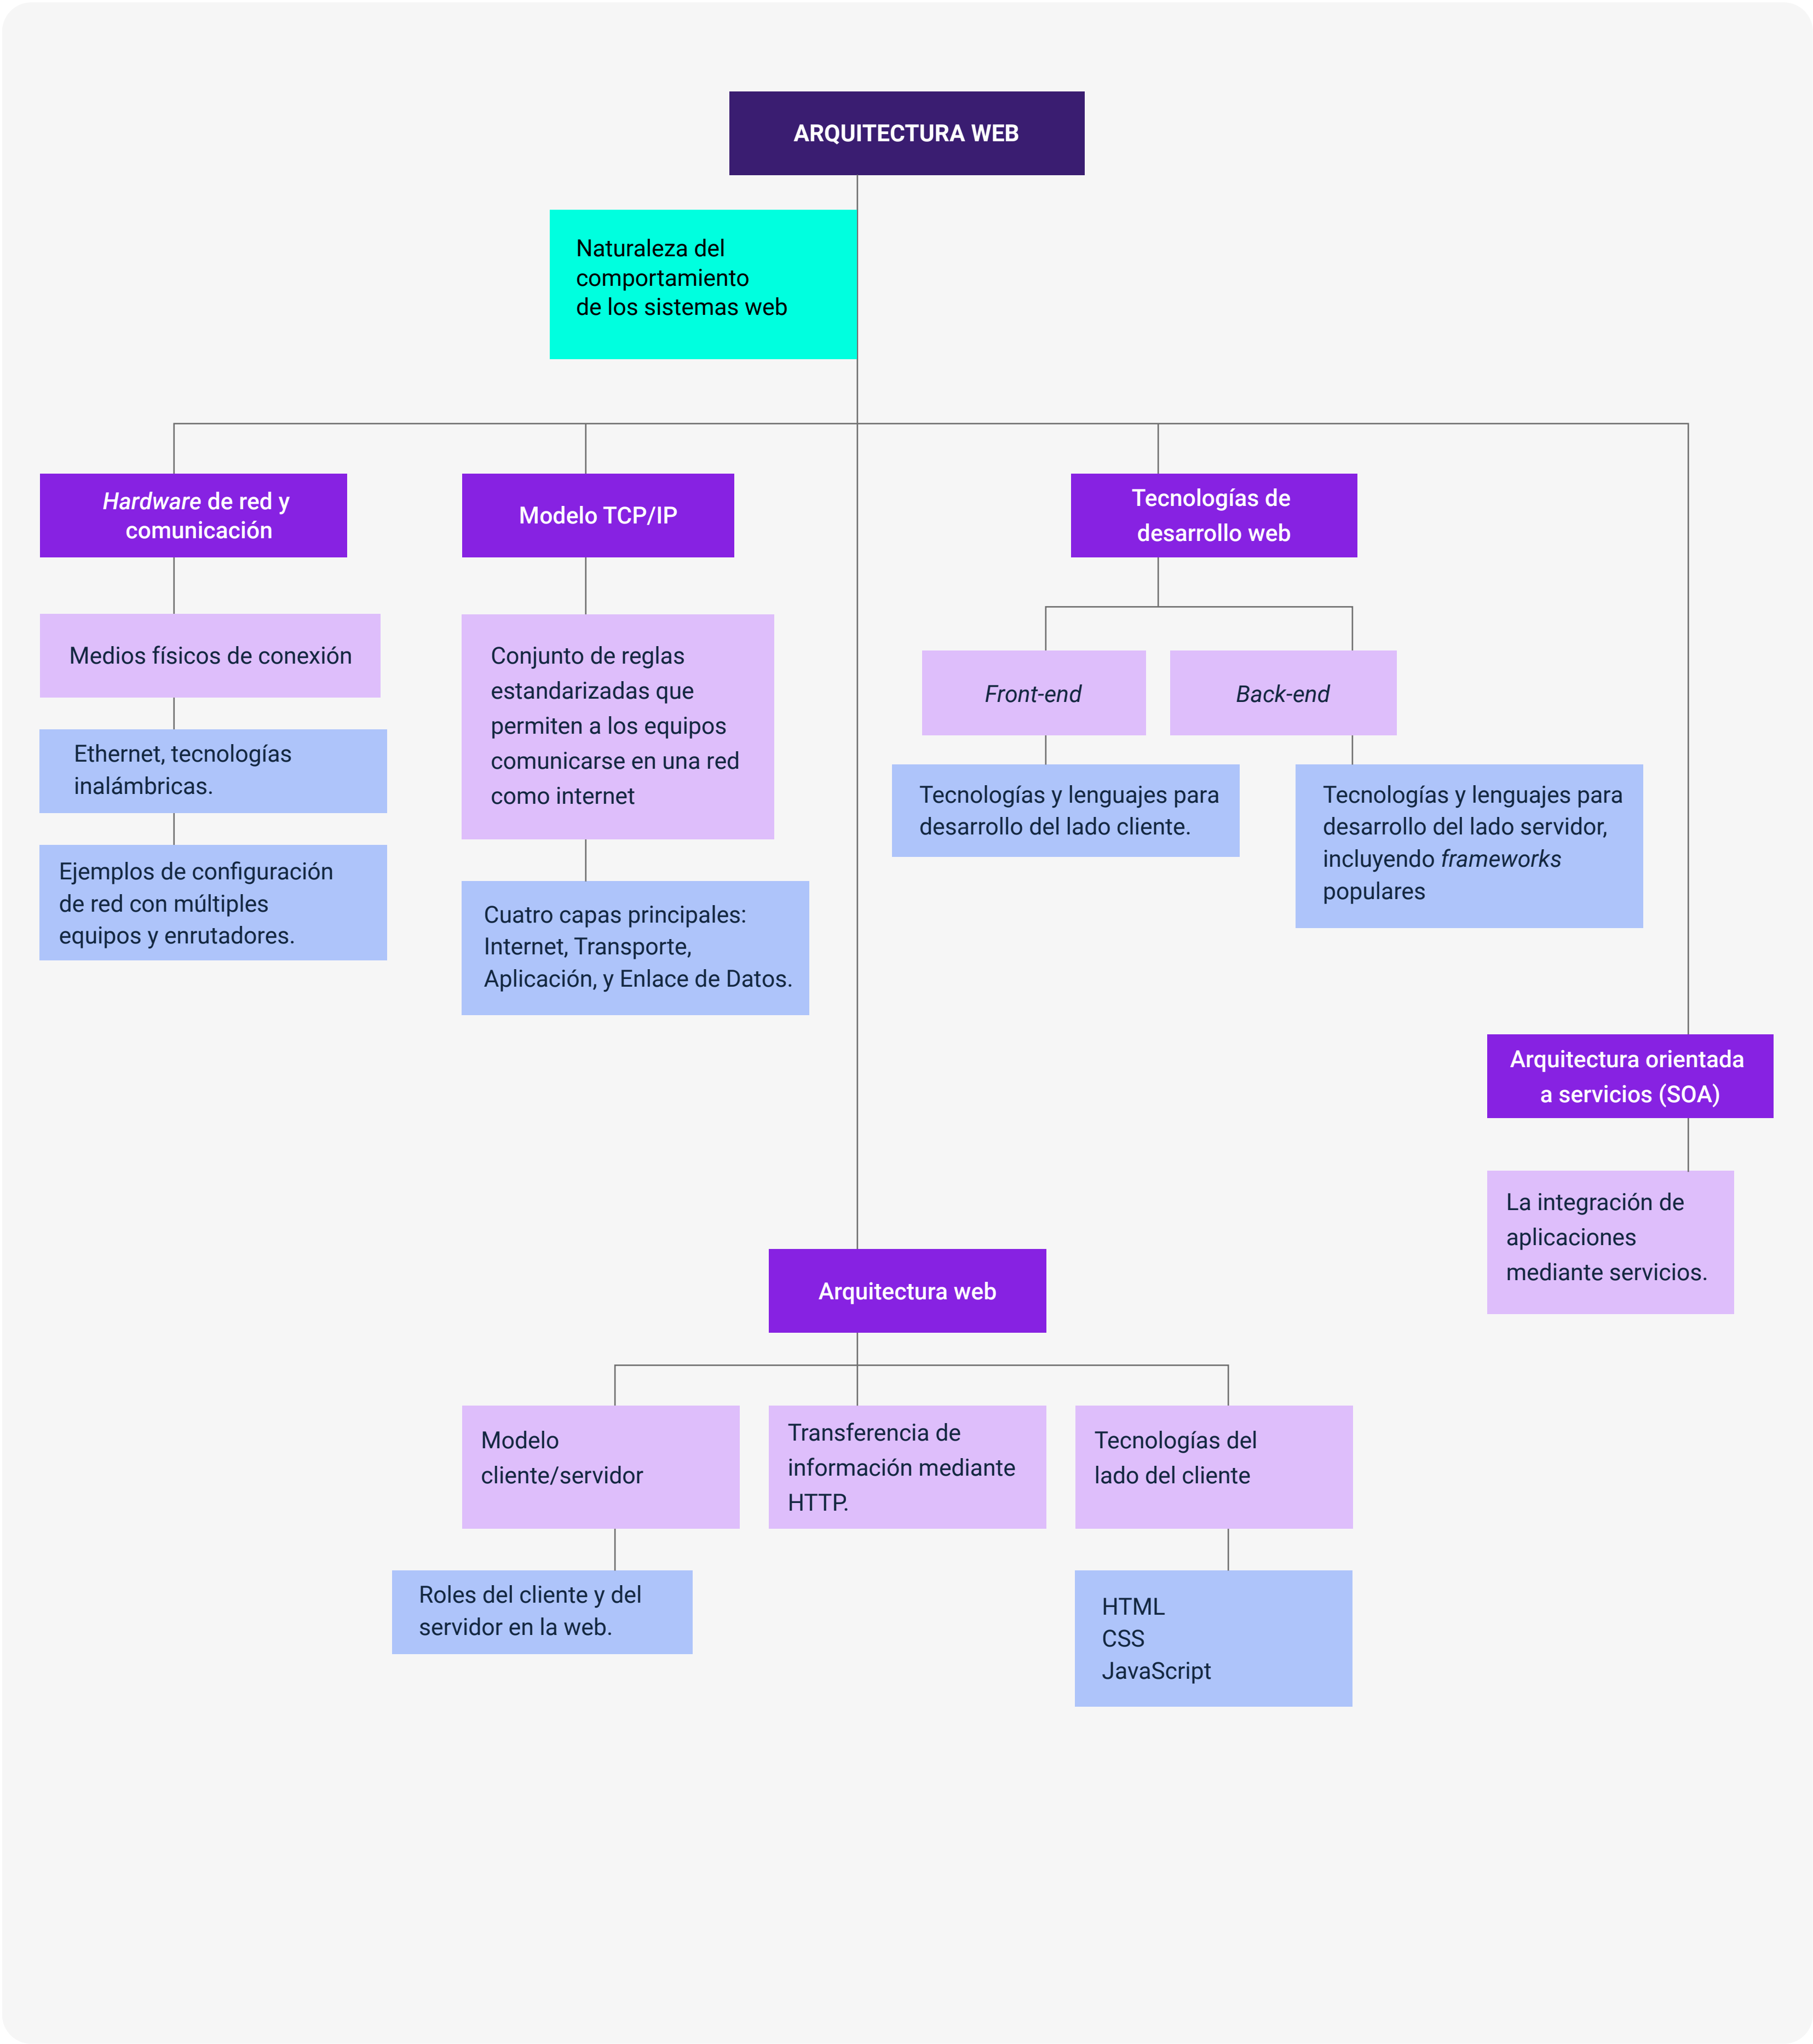 ARQUITECTURA WEB
Naturaleza del
comportamiento
de los sistemas web
Hardware de red y
comunicación
Medios físicos de conexión
Ethernet, tecnologías
inalámbricas.
Ejemplos de configuración
de red con múltiples
equipos y enrutadores.
Modelo TCP/IP
Conjunto de reglas
estandarizadas que
permiten a los equipos
comunicarse en una red
como internet
Cuatro capas principales:
Internet, Transporte,
Aplicación, y Enlace de Datos.
Tecnologías de
desarrollo web
Front-end
Tecnologías y lenguajes para
desarrollo del lado cliente.
Back-end
Tecnologías y lenguajes para
desarrollo del lado servidor,
incluyendo frameworks
populares
Arquitectura orientada
a servicios (SOA)
La integración de
aplicaciones
mediante servicios.
Arquitectura web
Modelo
cliente/servidor
Roles del cliente y del
servidor en la web.
Transferencia de
información mediante
HTTP.
Tecnologías del
lado del cliente
HTML
CSS
JavaScript